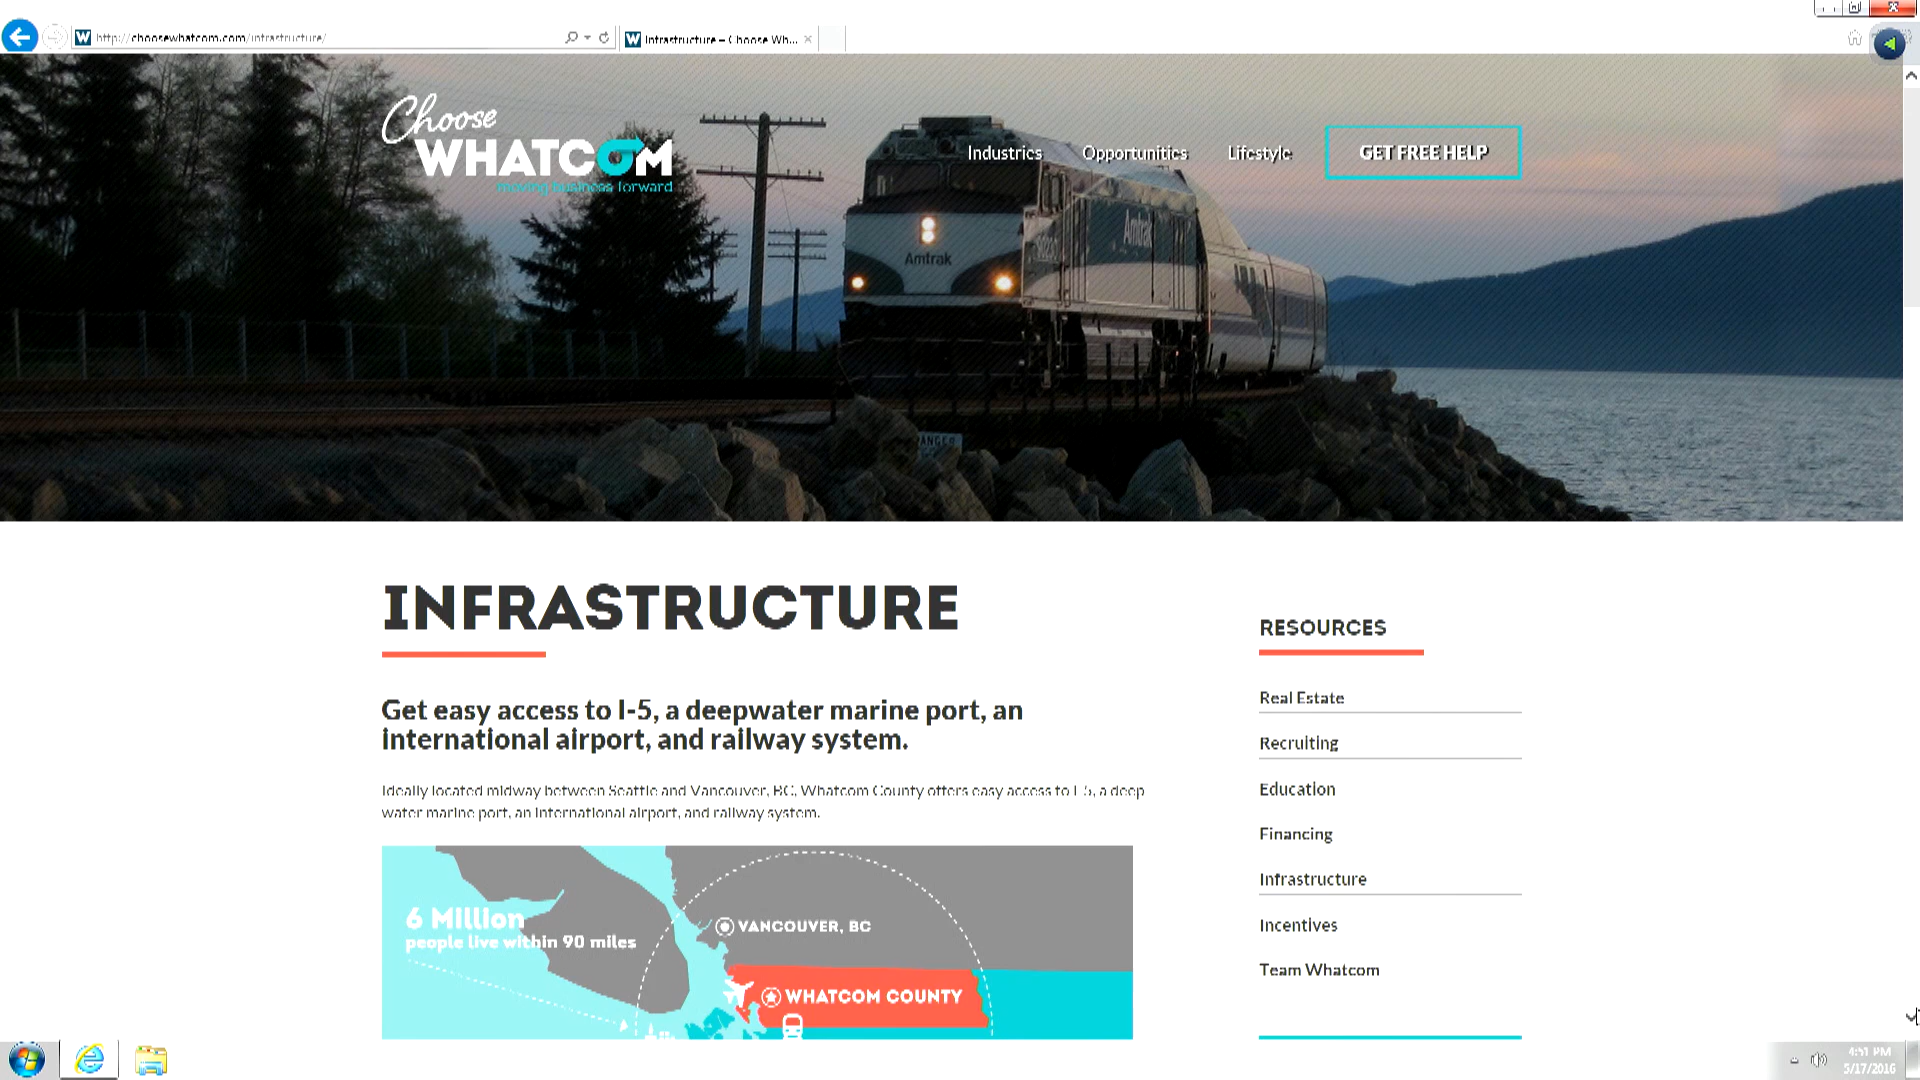 http://choosewhatcom.com/infrastructure/
Infrastructure – Choose Wh...
Choose
WHATCOM
moving business forward
Industries
Opportunities
Lifestyle
GET FREE HELP
Amtrak
Amtrak
DANGER
INFRASTRUCTURE
Get easy access to I-5, a deepwater marine port, an
international airport, and railway system.
Ideally located midway between Seattle and Vancouver, BC, Whatcom County offers easy access to I-5, a deep
water marine port, an international airport, and railway system.
6 Million
people live within 90 miles
VANCOUVER, BC
WHATCOM COUNTY
RESOURCES
Real Estate
Recruiting
Education
Financing
Infrastructure
Incentives
Team Whatcom
4:51 PM
5/17/2016